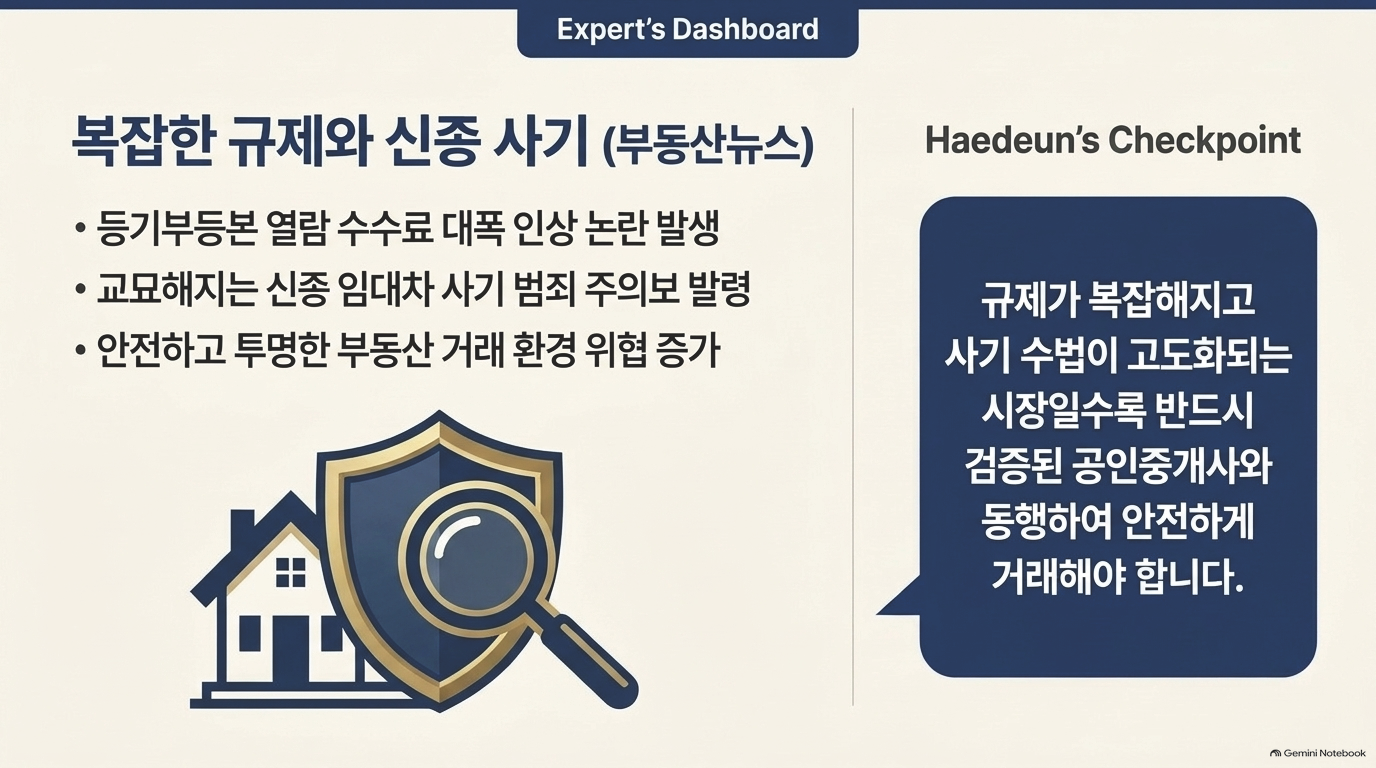 Expert's Dashboard
복잡한 규제와 신종 사기 (부동산뉴스)
• 등기부등본 열람 수수료 대폭 인상 논란 발생
• 교묘해지는 신종 임대차 사기 범죄 주의보 발령
• 안전하고 투명한 부동산 거래 환경 위협 증가
Haedeun's Checkpoint
규제가 복잡해지고
사기 수법이 고도화되는
시장일수록 반드시
검증된 공인중개사와
동행하여 안전하게
거래해야 합니다.
Gemini Notebook